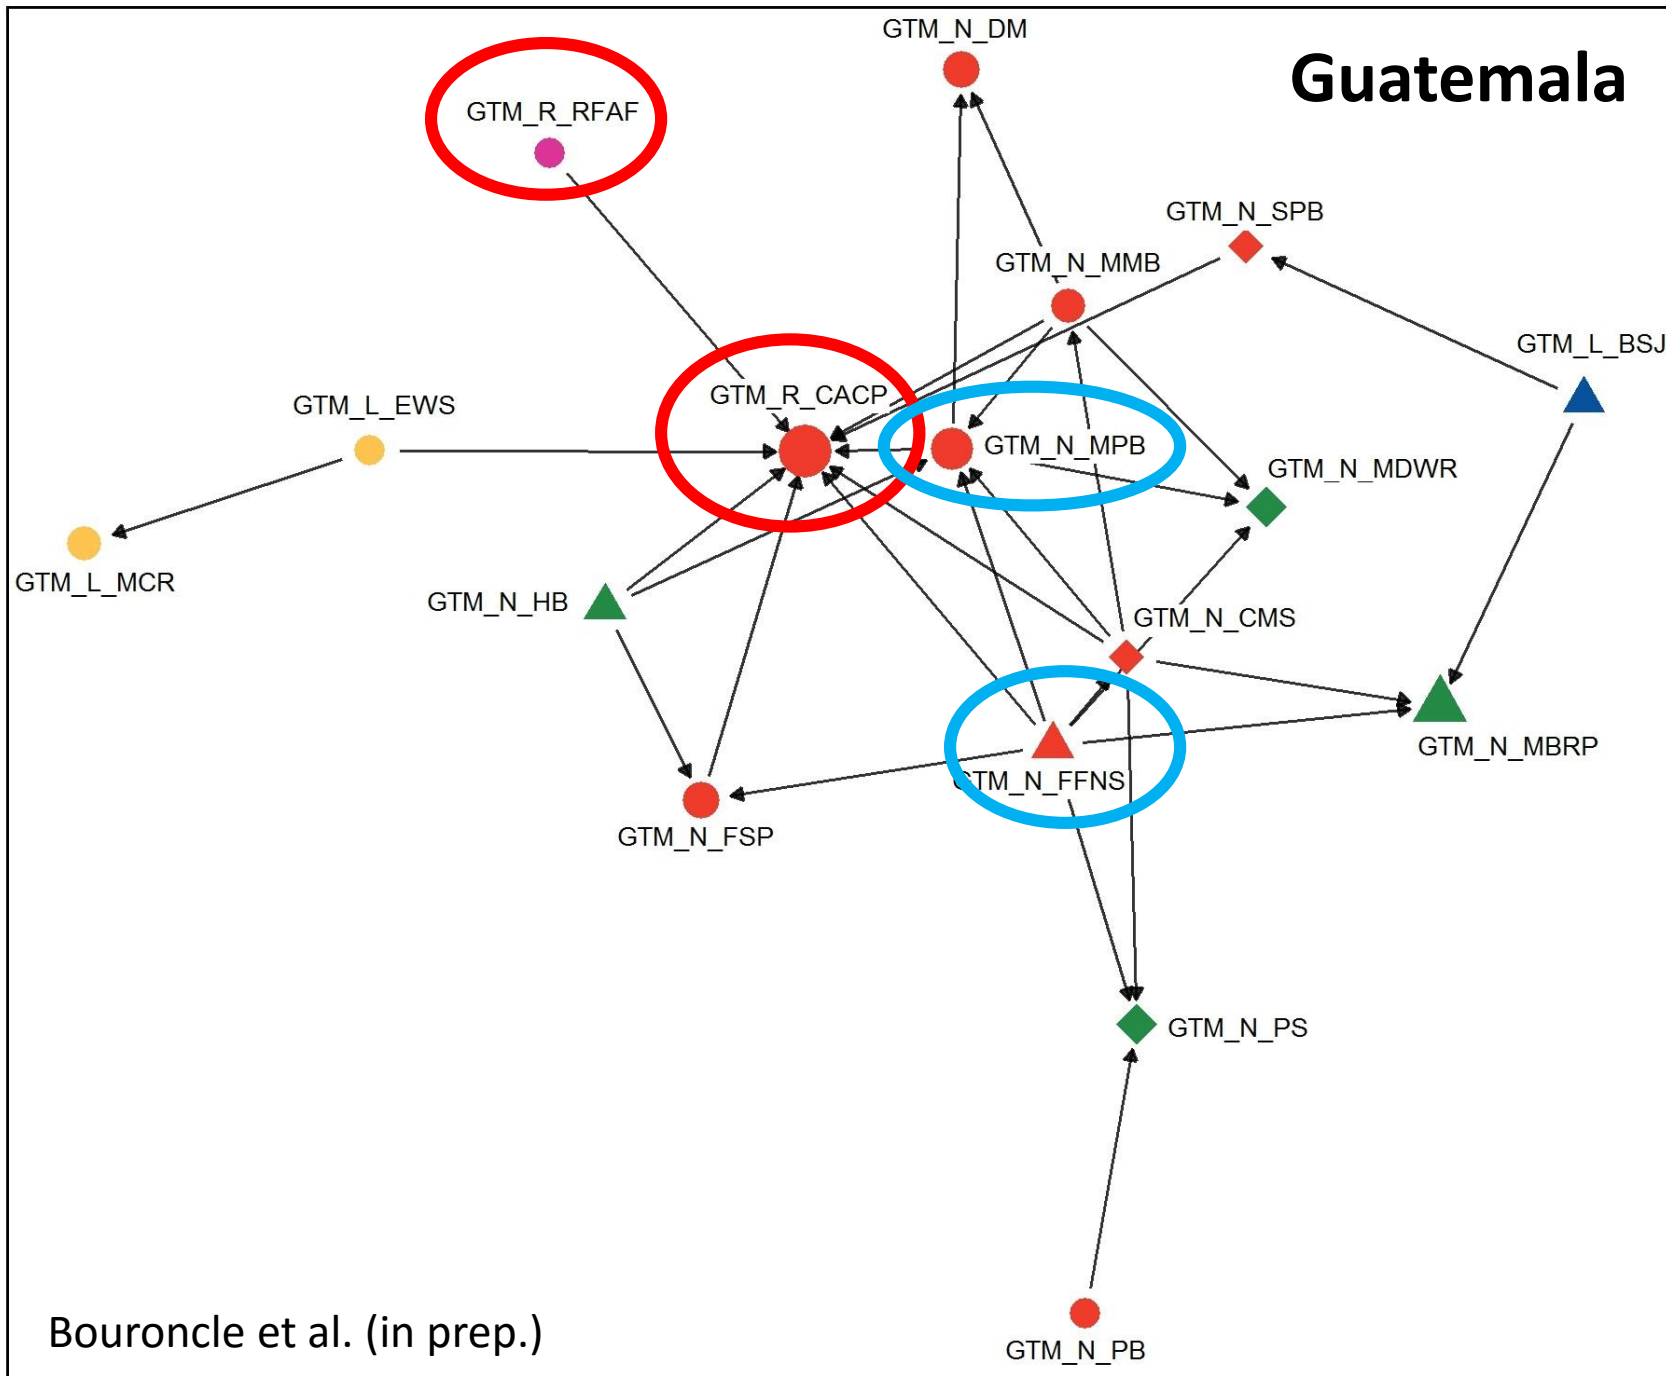 GTM_N_DM
Guatemala
GTM_R_RFAF
GTM_N_SPB
GTM_N_MMB
GTM_L_BSJ
GTM_R_CACP
GTM_L_EWS
GTM_N_MPB
GTM_N_MDWR
GTM_L_MCR
GTM_N_HB
GTM_N_CMS
GTM_N_MBRP
GTM_N_FFNS
GTM_N_FSP
GTM_N_PS
Bouroncle et al. (in prep.)
GTM_N_PB